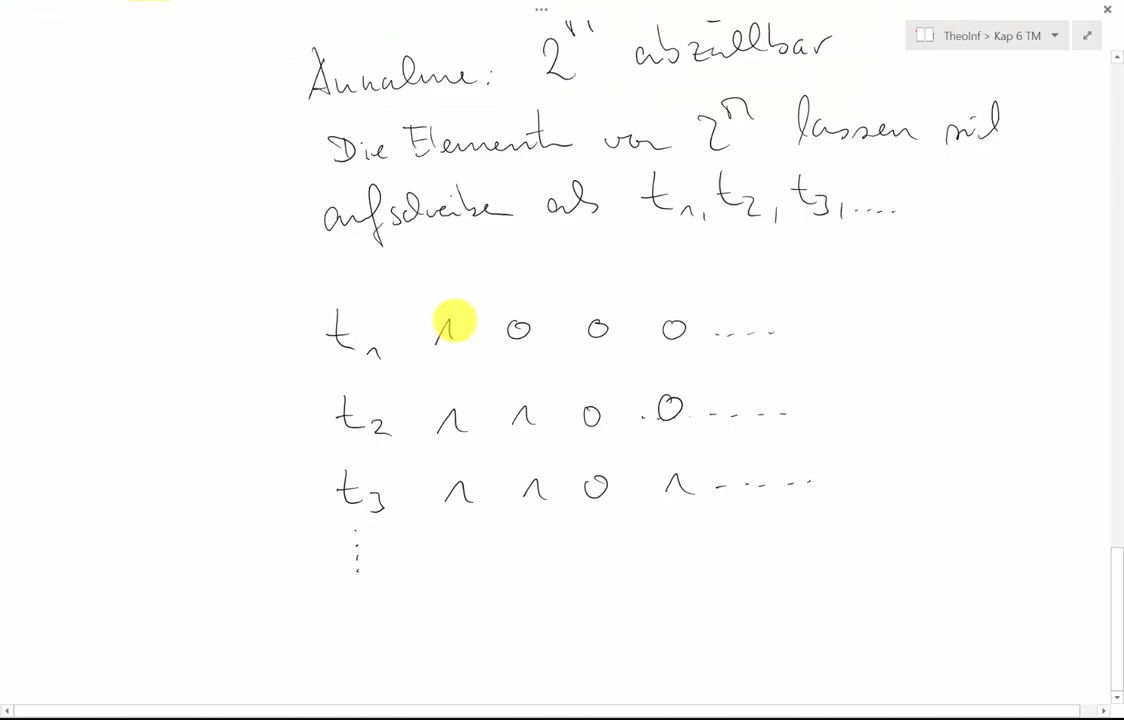 TheoInf > Kap 6 TM
Annahme: 2^ℕ abzählbar
Die Elemente von 2^ℕ lassen sich
aufschreiben als t₁, t₂, t₃, ....
t₁ 1 0 0 0 ....
t₂ 1 1 0 0 .....
t₃ 1 1 0 1 .....